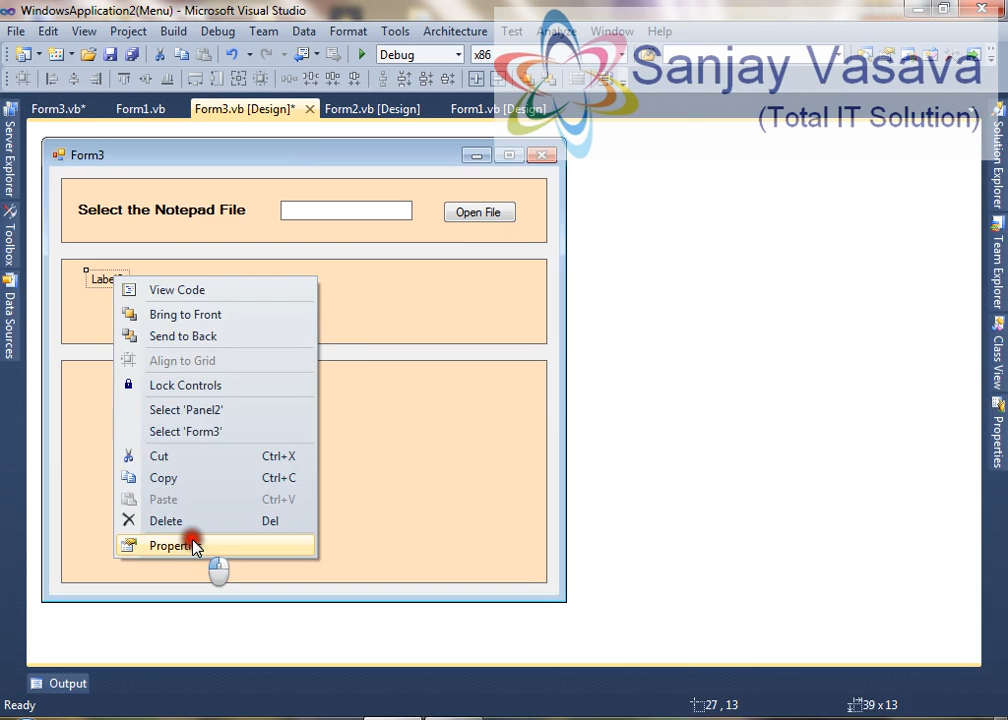 WindowsApplication2(Menu) - Microsoft Visual Studio
File Edit View Project Build Debug Team Data Format Tools Architecture Test Analyze Window Help
Debug x86
Sanjay Vasava
(Total IT Solution)
Form3.vb* Form1.vb Form3.vb [Design]* Form2.vb [Design] Form1.vb [Design]
Server Explorer
Toolbox
Data Sources
Solution Explorer
Team Explorer
Class View
Properties
Form3
Select the Notepad File Open File
View Code
Bring to Front
Send to Back
Align to Grid
Lock Controls
Select 'Panel2'
Select 'Form3'
Cut Ctrl+X
Copy Ctrl+C
Paste Ctrl+V
Delete Del
Output
Ready 27 , 13 39 x 13